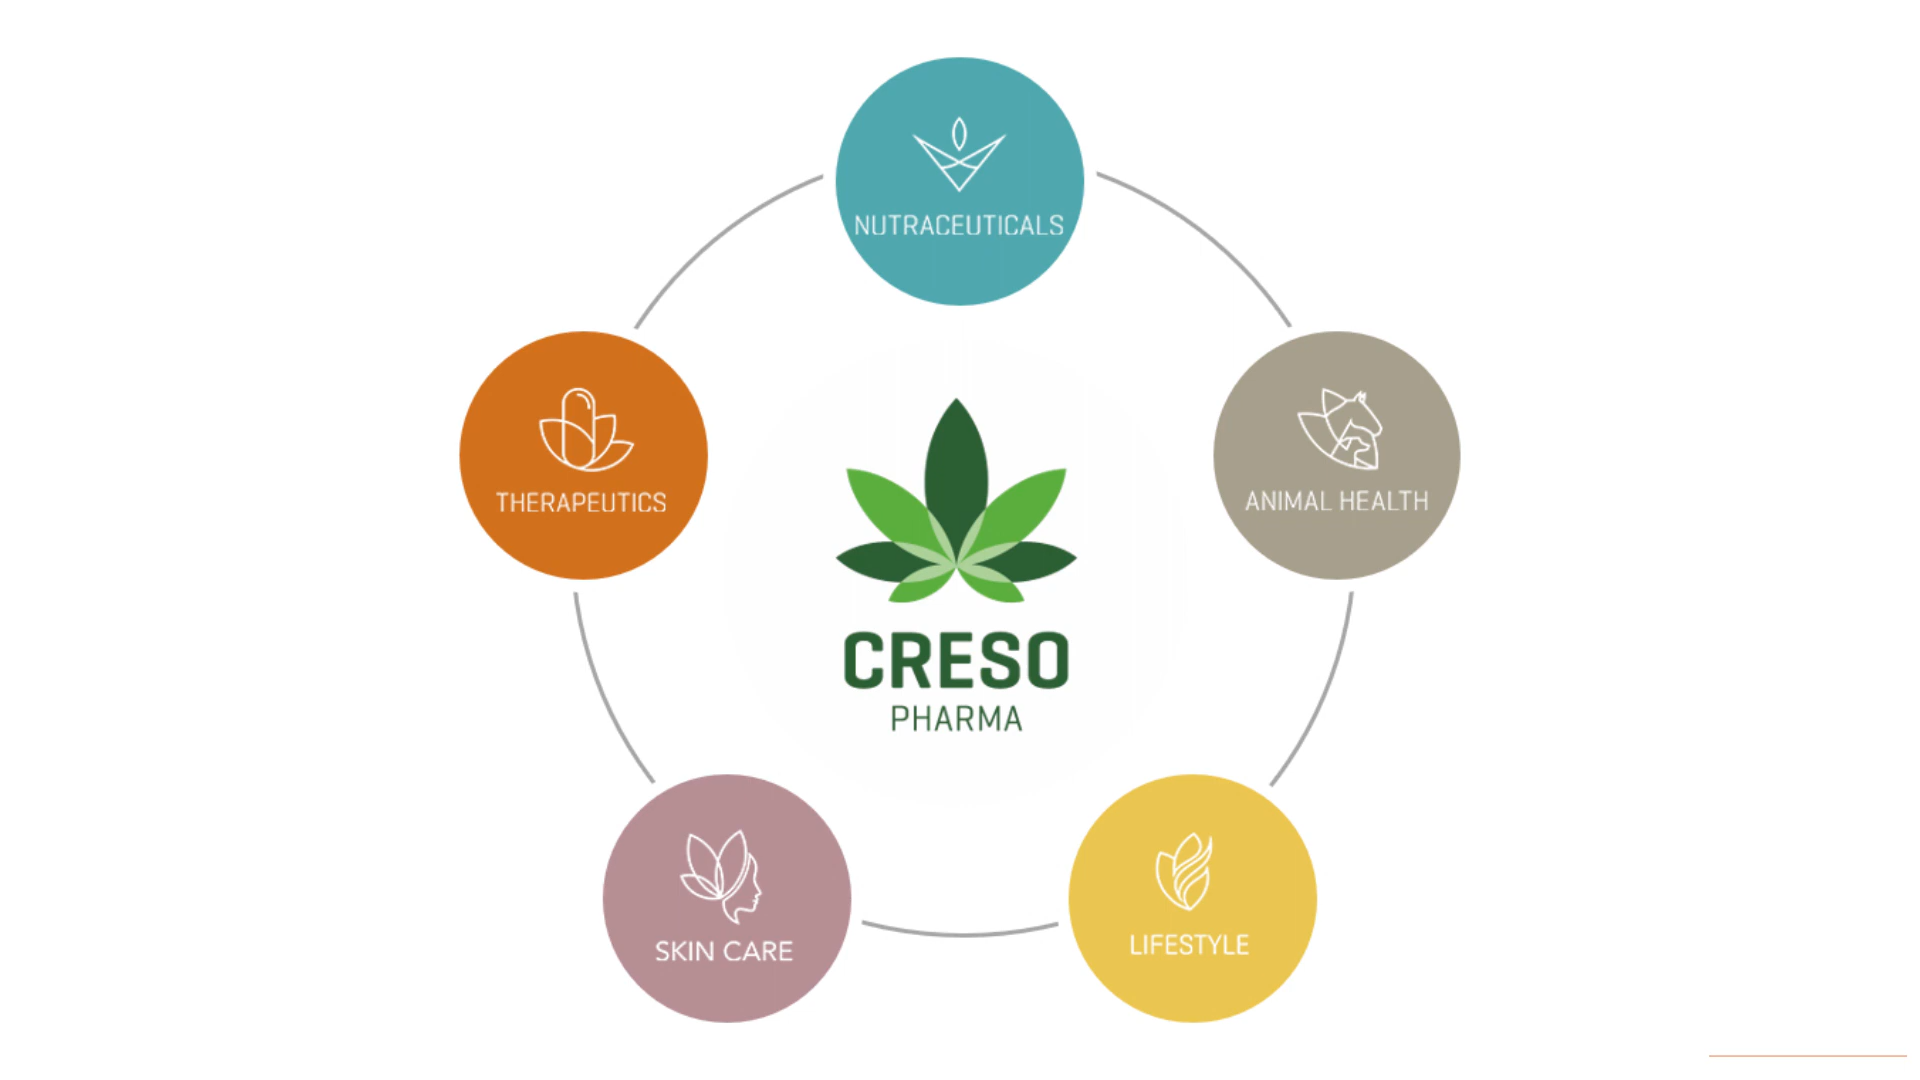 NUTRACEUTICALS
THERAPEUTICS
ANIMAL HEALTH
CRESO
PHARMA
SKIN CARE
LIFESTYLE